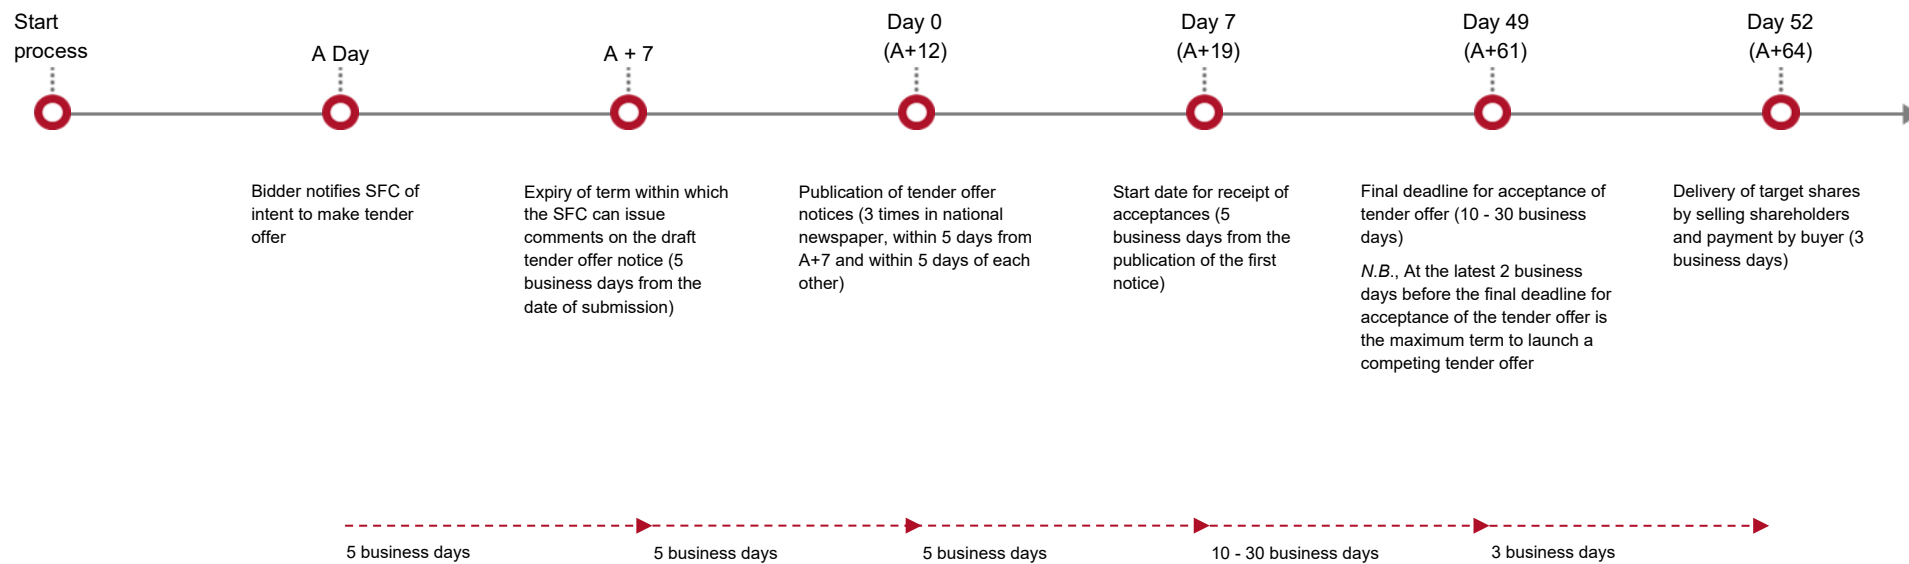 Start
process
A Day
A + 7
Day 0
(A+12)
Day 7
(A+19)
Day 49
(A+61)
Day 52
(A+64)
Bidder notifies SFC of
intent to make tender
offer
Expiry of term within which
the SFC can issue
comments on the draft
tender offer notice (5
business days from the
date of submission)
Publication of tender offer
notices (3 times in national
newspaper, within 5 days from
A+7 and within 5 days of each
other)
Start date for receipt of
acceptances (5
business days from the
publication of the first
notice)
Final deadline for acceptance of
tender offer (10 - 30 business
days)
N.B., At the latest 2 business
days before the final deadline for
acceptance of the tender offer is
the maximum term to launch a
competing tender offer
Delivery of target shares
by selling shareholders
and payment by buyer (3
business days)
5 business days
5 business days
5 business days
10 - 30 business days
3 business days